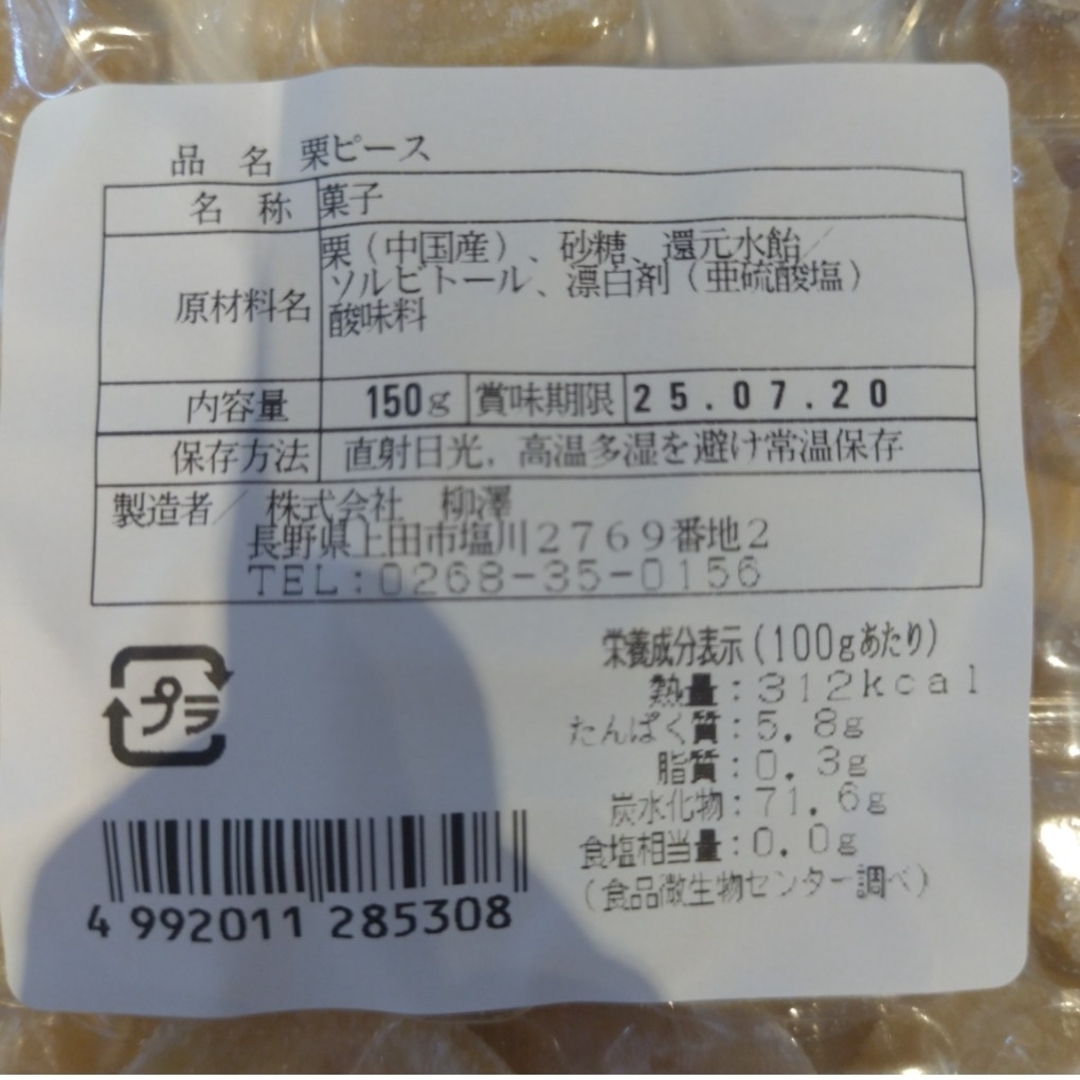 品 名 栗ピース
名 称 菓子
原材料名 栗（中国産）、砂糖、還元水飴／
ソルビトール、漂白剤（亜硫酸塩）
酸味料
内容量 150g 賞味期限 25.07.20
保存方法 直射日光，高温多湿を避け常温保存
製造者／ 株式会社 柳澤
長野県上田市塩川2769番地2
TEL:0268-35-0156
栄養成分表示(100gあたり)
熱量:312kcal
たんぱく質:5.8g
脂質:0.3g
炭水化物:71.6g
食塩相当量:0.0g
(食品微生物センター調べ)
プラ
4 992011 285308